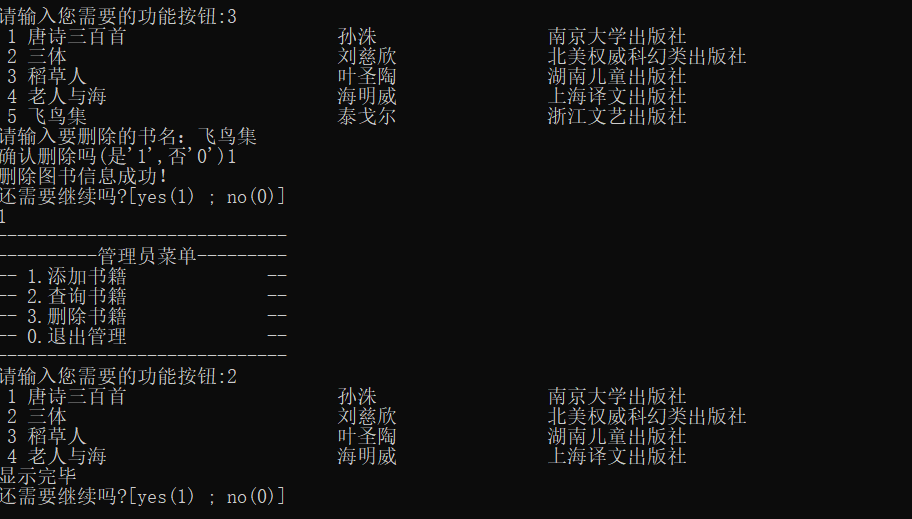 请输入您需要的功能按钮:3
1 唐诗三百首 孙洙 南京大学出版社
2 三体 刘慈欣 北美权威科幻类出版社
3 稻草人 叶圣陶 湖南儿童出版社
4 老人与海 海明威 上海译文出版社
5 飞鸟集 泰戈尔 浙江文艺出版社
请输入要删除的书名：飞鸟集
确认删除吗(是'1',否'0')1
删除图书信息成功!
还需要继续吗?[yes(1) ; no(0)]
1
-----------------------------
----------管理员菜单---------
-- 1.添加书籍 --
-- 2.查询书籍 --
-- 3.删除书籍 --
-- 0.退出管理 --
-----------------------------
请输入您需要的功能按钮:2
1 唐诗三百首 孙洙 南京大学出版社
2 三体 刘慈欣 北美权威科幻类出版社
3 稻草人 叶圣陶 湖南儿童出版社
4 老人与海 海明威 上海译文出版社
显示完毕
还需要继续吗?[yes(1) ; no(0)]